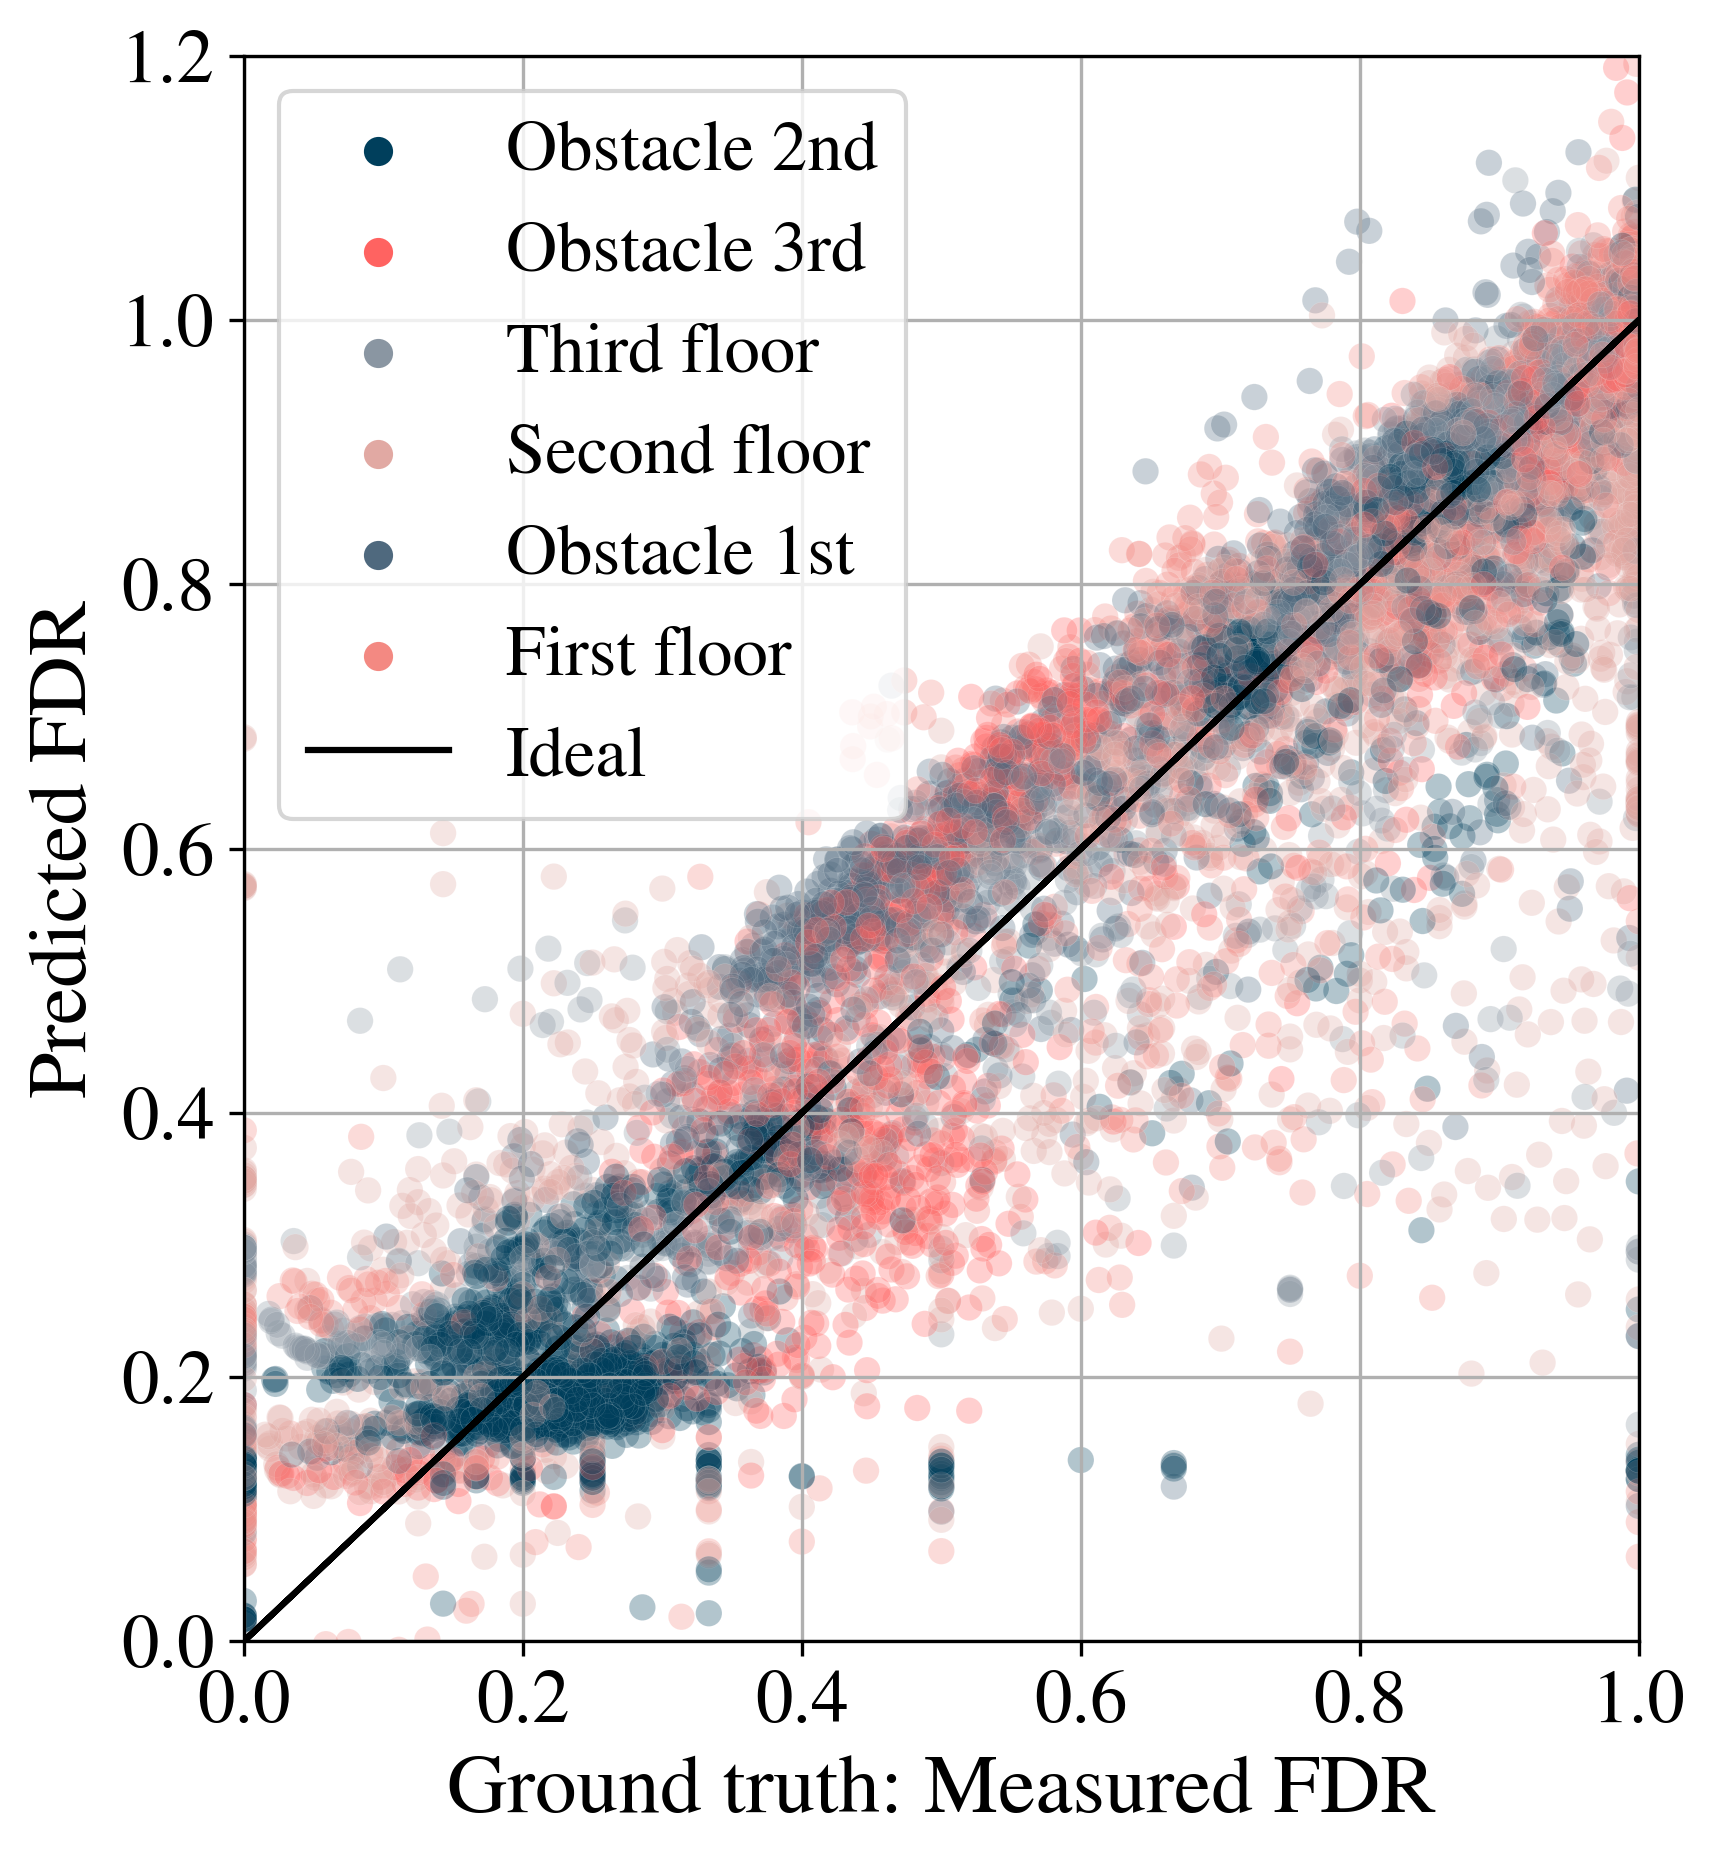 1.2
1.0
0.8
0.6
0.4
0.2
0.0
Predicted FDR
Obstacle 2nd
Obstacle 3rd
Third floor
Second floor
Obstacle 1st
First floor
Ideal
0.0 0.2 0.4 0.6 0.8 1.0
Ground truth: Measured FDR